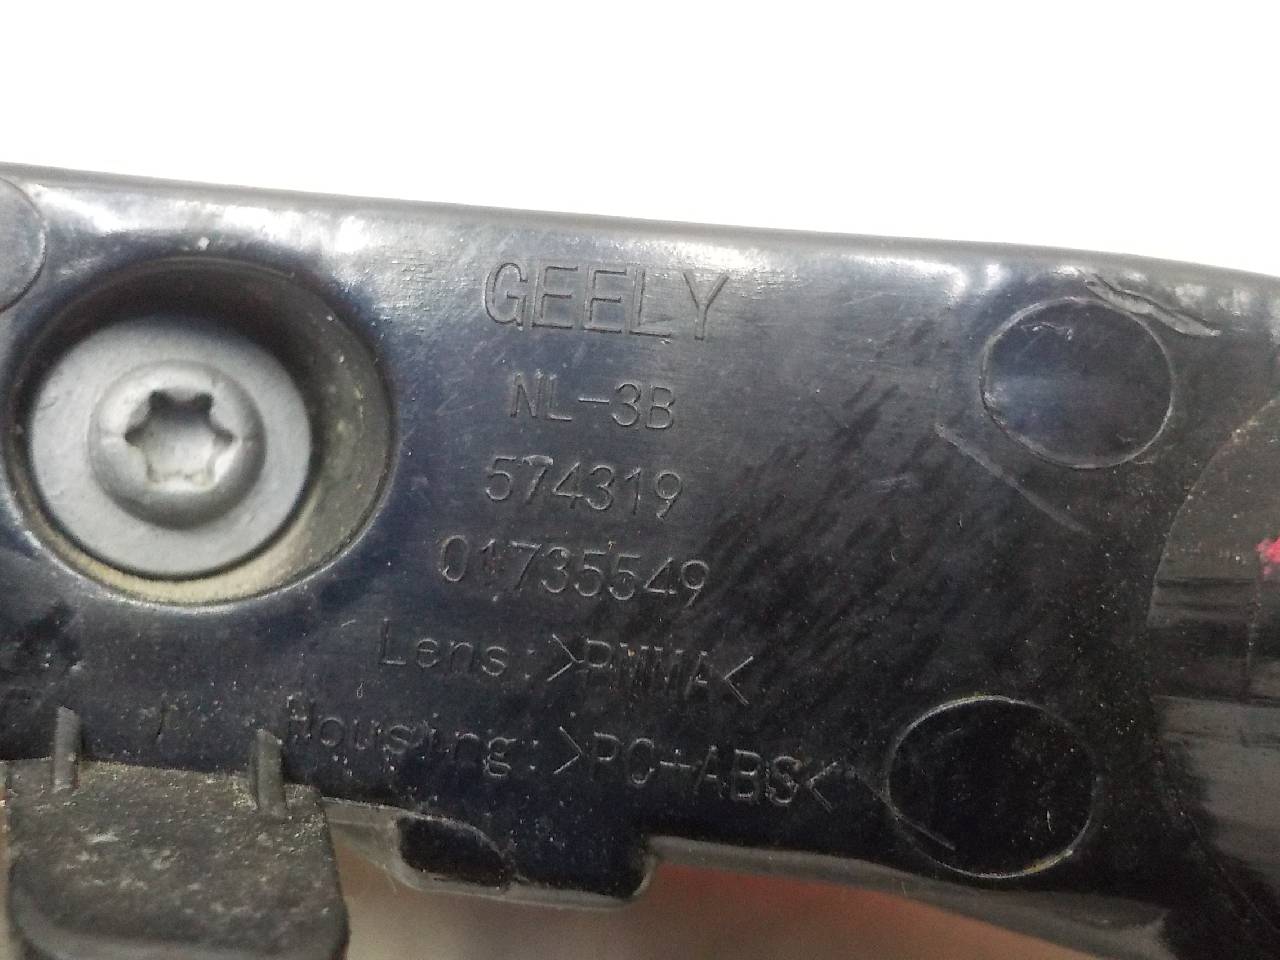 GEELY
NL-3B
574319
01735549
Lens: >PMMA<
Housing: >PC+ABS<